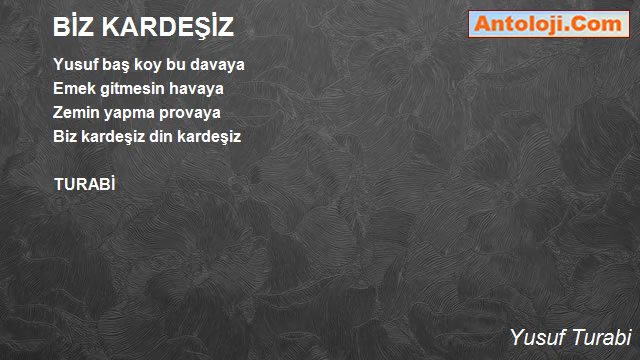 BİZ KARDEŞİZ
Antoloji.Com
Yusuf baş koy bu davaya
Emek gitmesin havaya
Zemin yapma provaya
Biz kardeşiz din kardeşiz
TURABİ
Yusuf Turabi